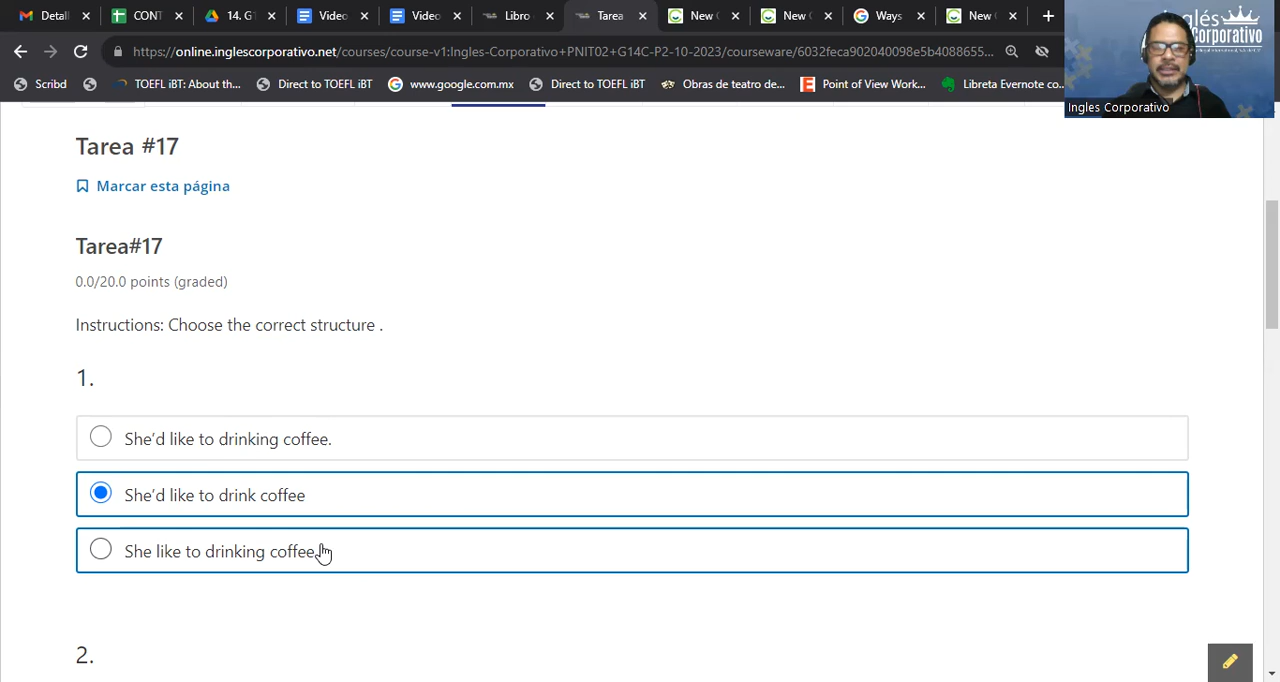 Detall
CONT
14. GT
Video
Video
Libro
Tarea
New
New
Ways
New
https://online.inglescorporativo.net/courses/course-v1:Ingles-Corporativo+PNIT02+G14C-P2-10-2023/courseware/6032feca902040098e5b4088655...
Scribd
TOEFL iBT: About th...
Direct to TOEFL iBT
www.google.com.mx
Direct to TOEFL iBT
Obras de teatro de...
Point of View Work...
Libreta Evernote co...
Inglés
Corporativo
Ingles Corporativo
Tarea #17
Marcar esta página
Tarea#17
0.0/20.0 points (graded)
Instructions: Choose the correct structure .
1.
She'd like to drinking coffee.
She'd like to drink coffee
She like to drinking coffee.
2.